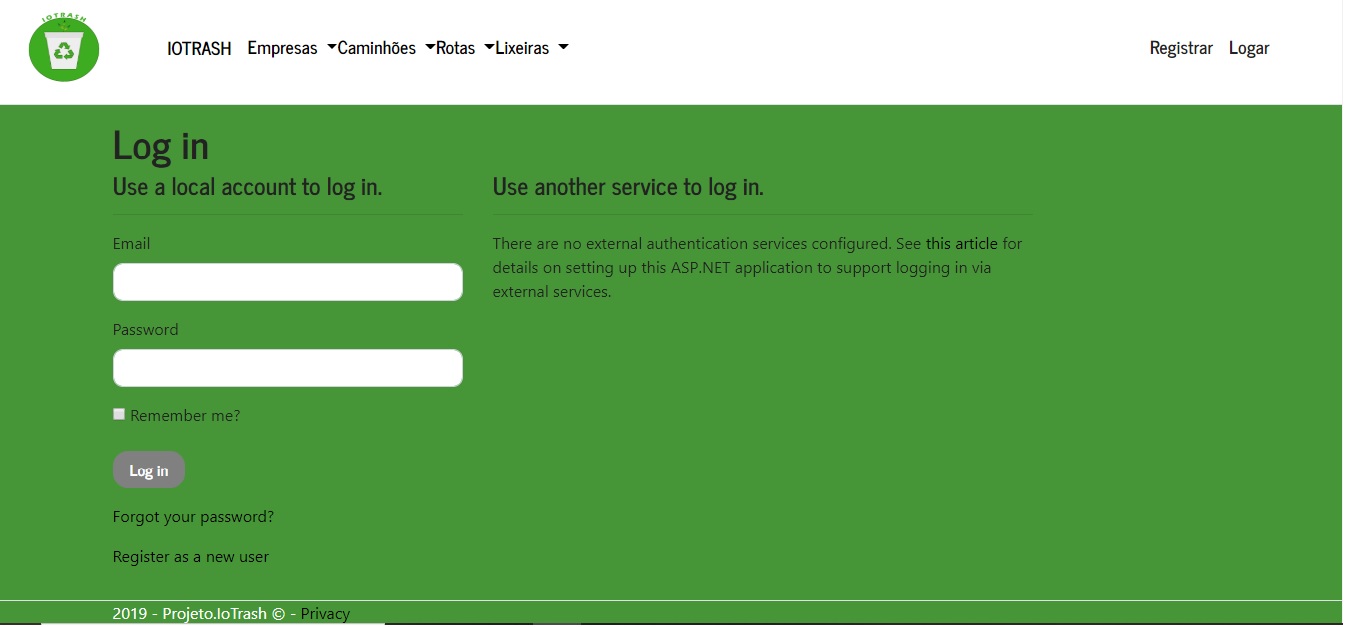 IOTRASH
IOTRASH Empresas Caminhões Rotas Lixeiras Registrar Logar
Log in
Use a local account to log in.
Email
Password
Remember me?
Log in
Forgot your password?
Register as a new user
Use another service to log in.
There are no external authentication services configured. See this article for
details on setting up this ASP.NET application to support logging in via
external services.
2019 - Projeto.IoTrash © - Privacy